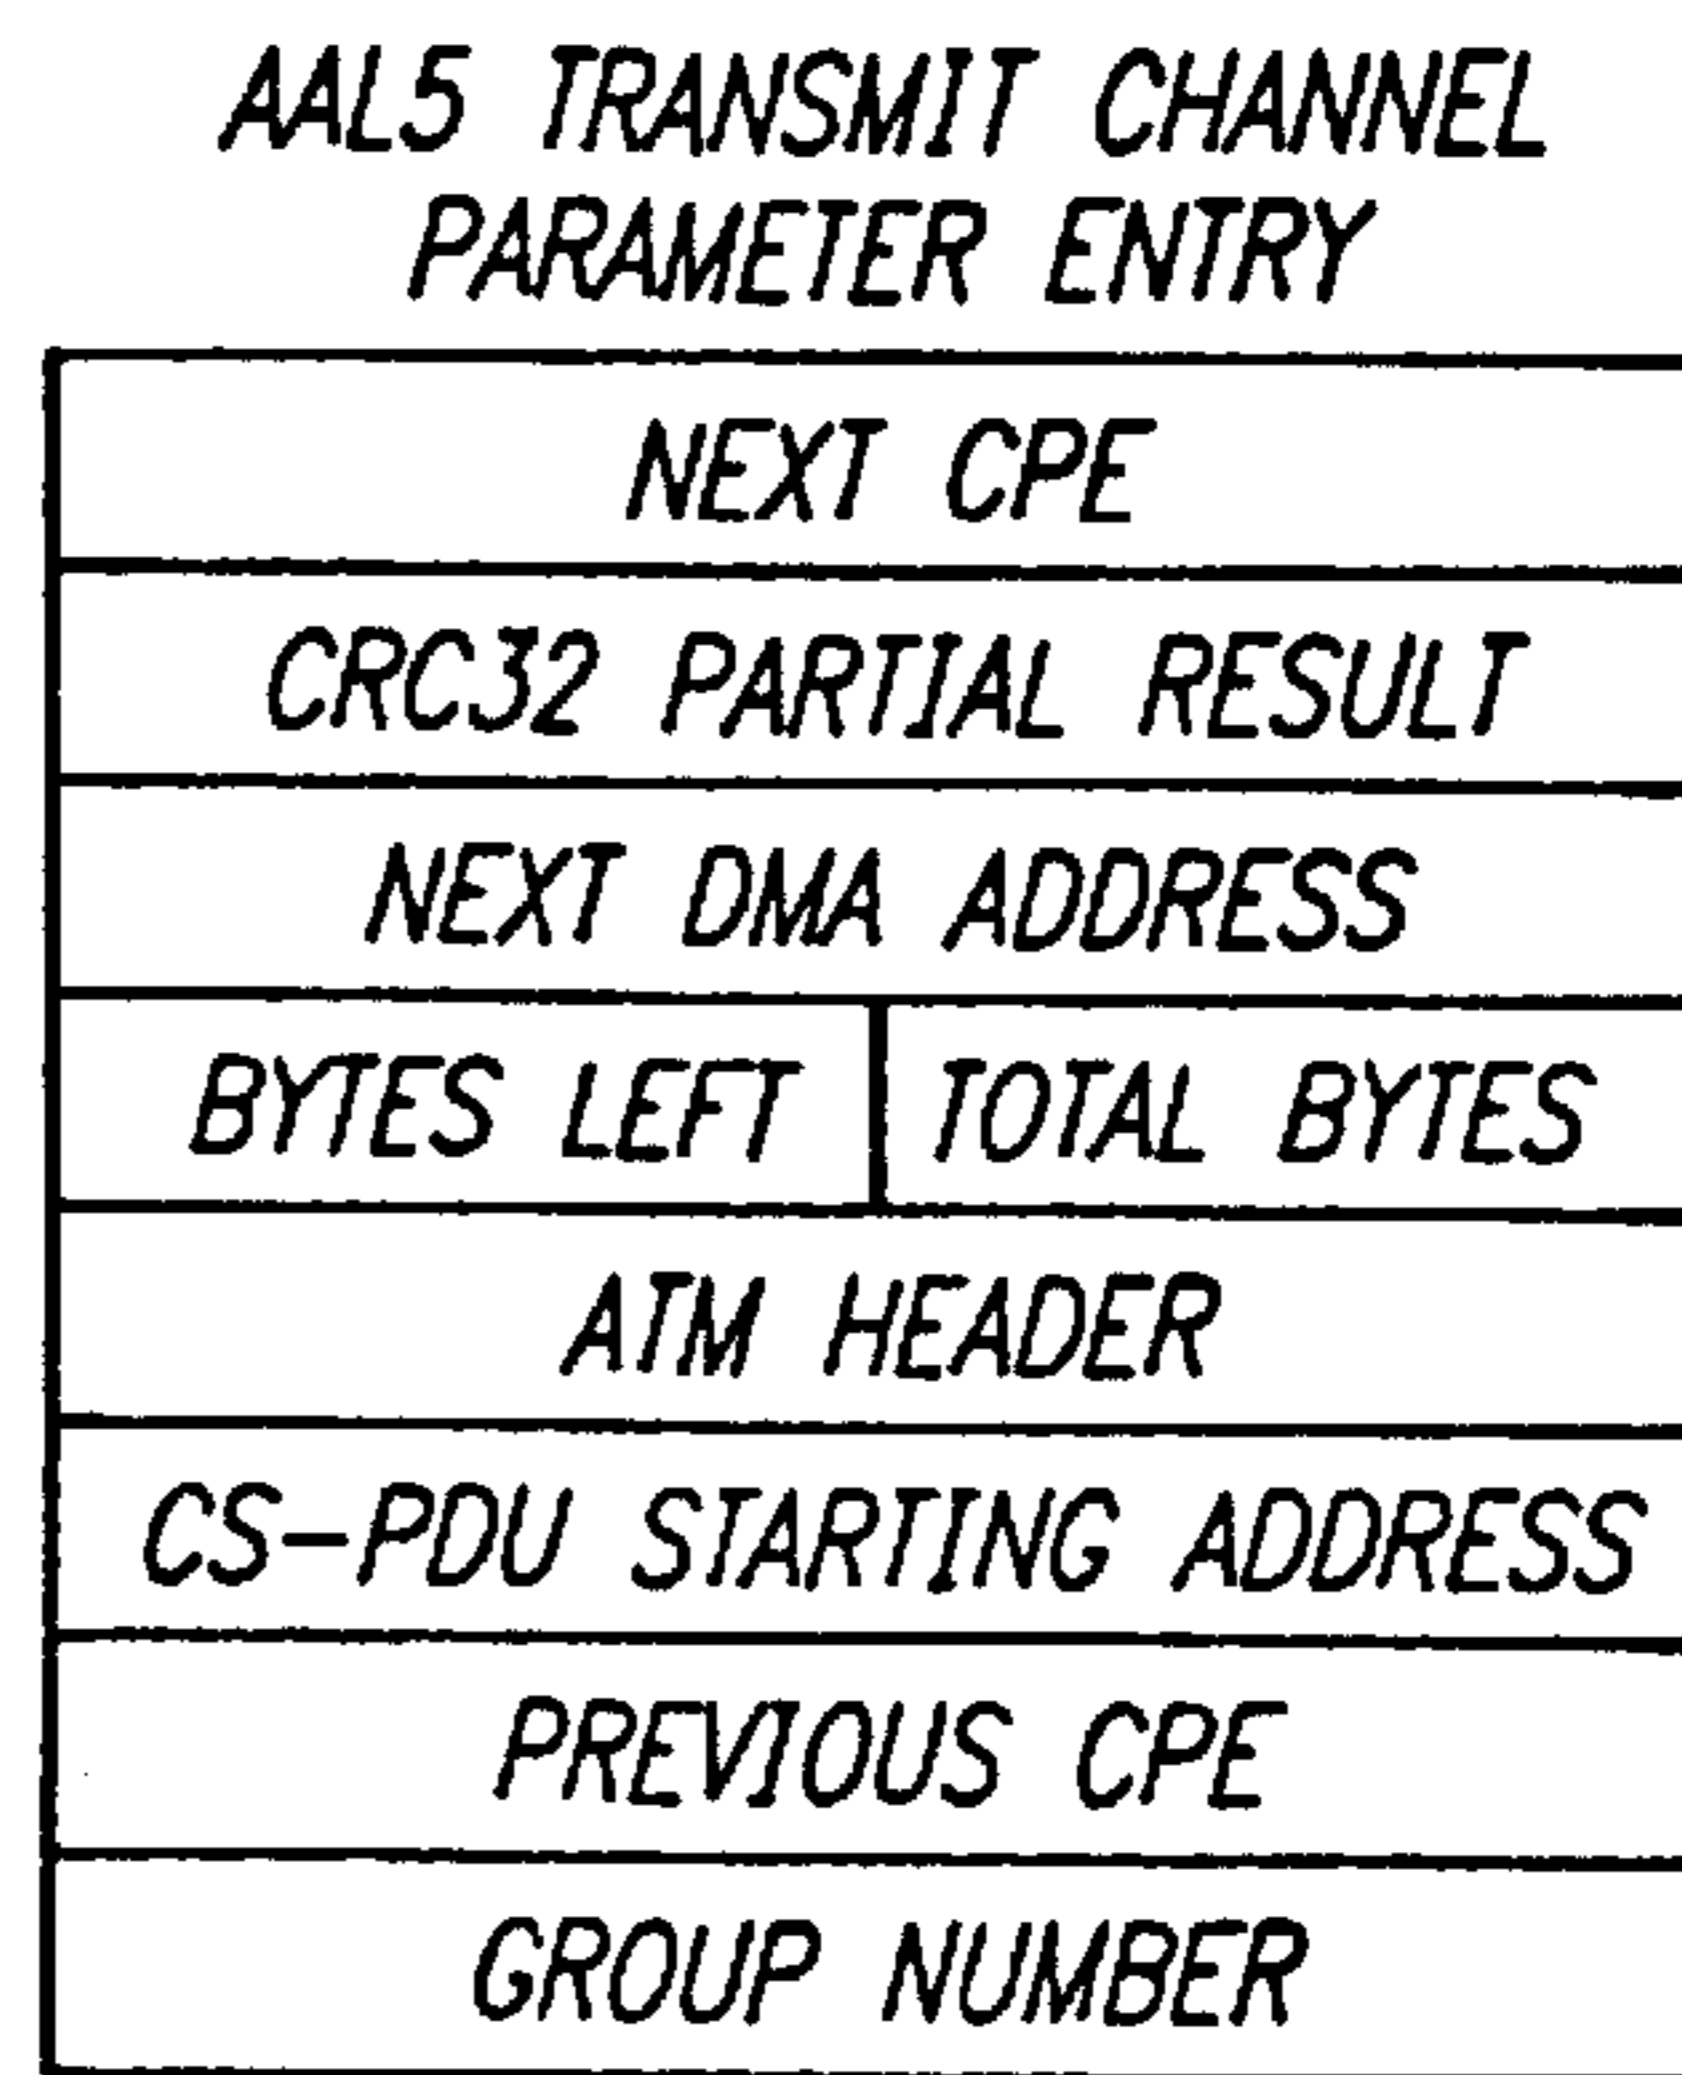 AAL5 TRANSMIT CHANNEL
PARAMETER ENTRY
NEXT CPE
CRC32 PARTIAL RESULT
NEXT DMA ADDRESS
BYTES LEFT TOTAL BYTES
ATM HEADER
CS-PDU STARTING ADDRESS
PREVIOUS CPE
GROUP NUMBER